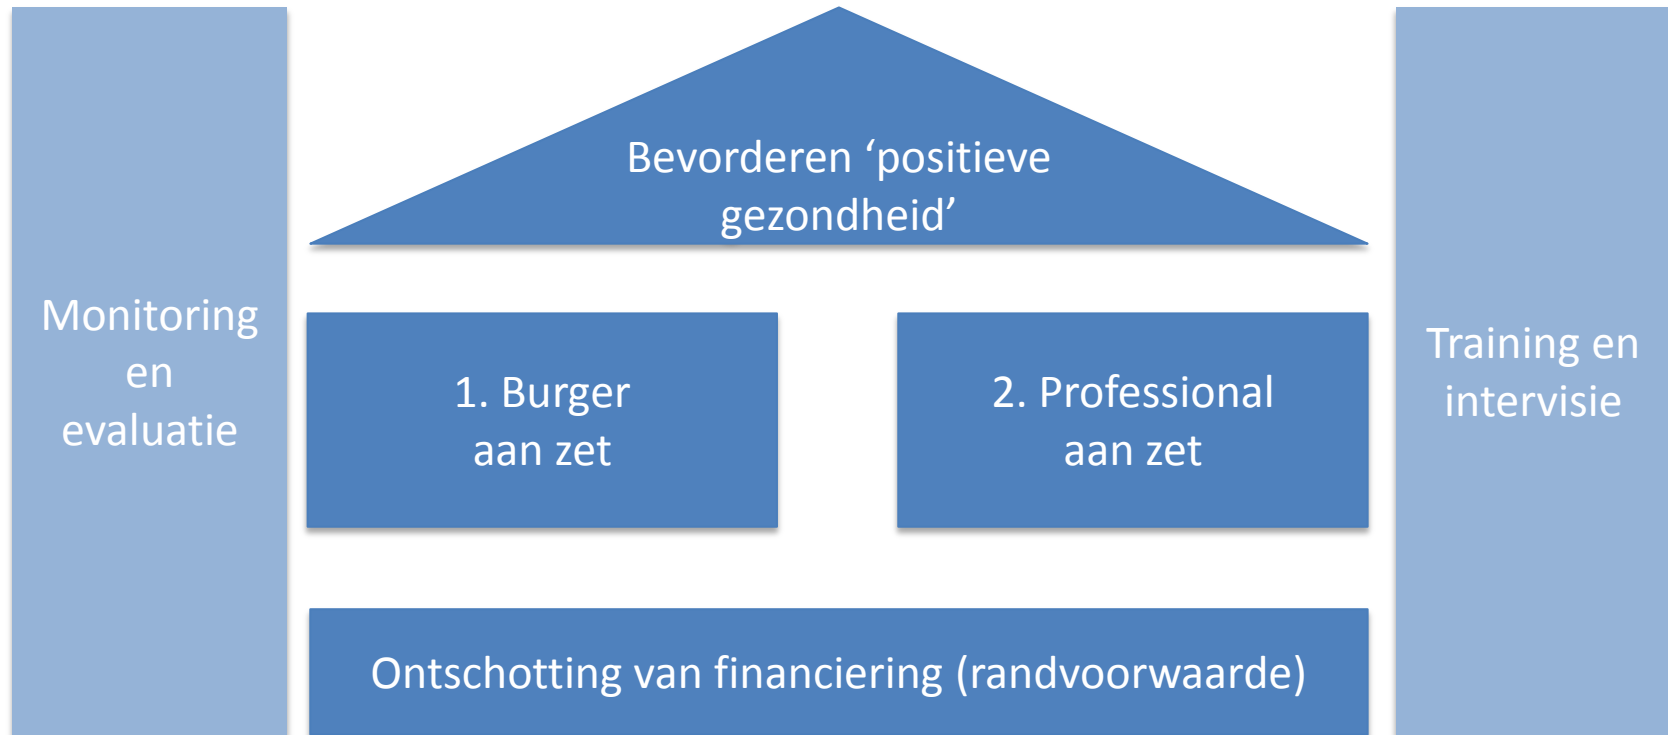 Bevorderen ‘positieve
gezondheid’
Monitoring
en
evaluatie
1. Burger
aan zet
2. Professional
aan zet
Training en
intervisie
Ontschotting van financiering (randvoorwaarde)